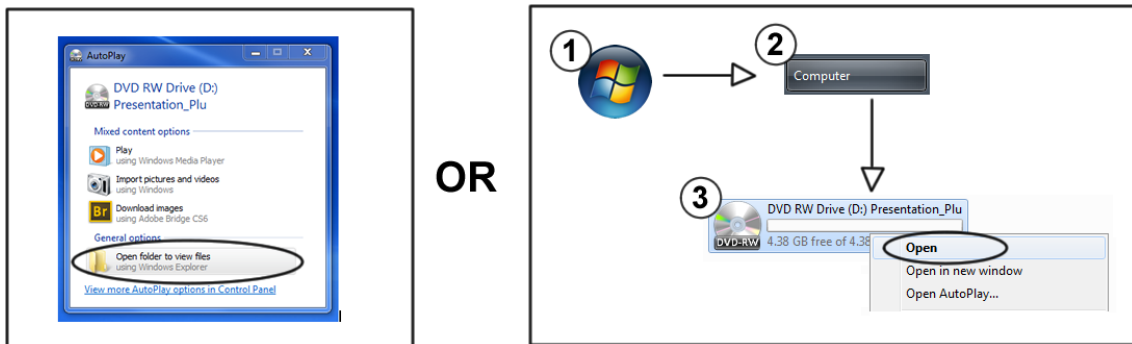 AutoPlay
DVD RW Drive (D:)
Presentation_Plu
Mixed content options
Play
using Windows Media Player
Import pictures and videos
using Windows
Br
Download images
using Adobe Bridge CS6
General options
Open folder to view files
using Windows Explorer
View more AutoPlay options in Control Panel
OR
1
2
Computer
3
DVD RW Drive (D:) Presentation_Plu
DVD-RW
4.38 GB free of 4.38
Open
Open in new window
Open AutoPlay...